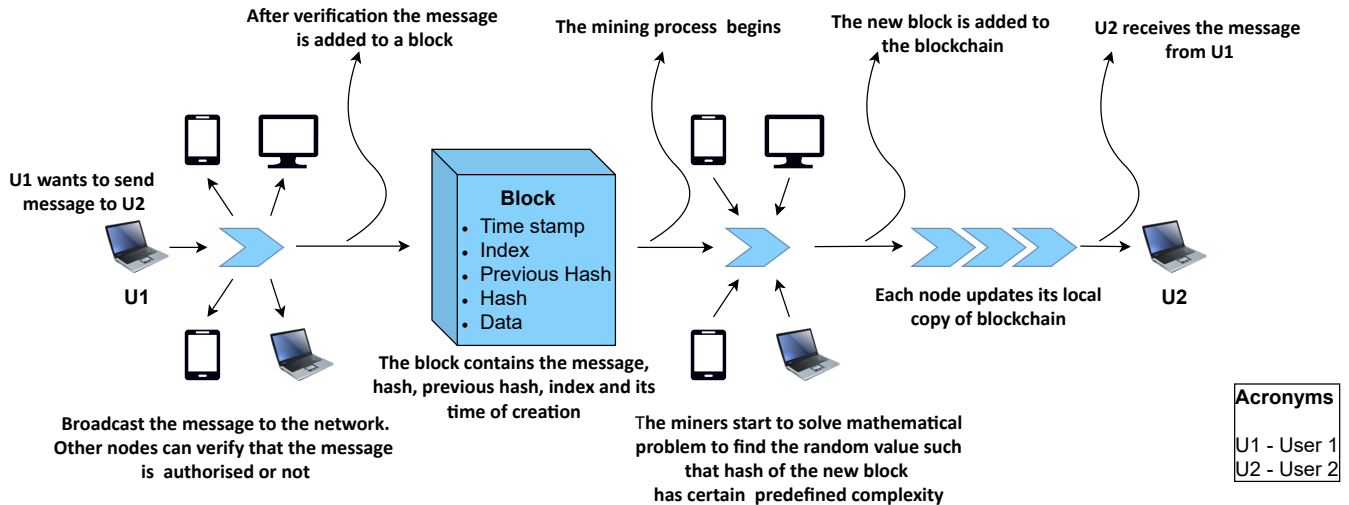 After verification the message
is added to a block
The mining process begins
The new block is added to
the blockchain
U2 receives the message
from U1
U1 wants to send
message to U2
U1
Block
• Time stamp
• Index
• Previous Hash
• Hash
• Data
Each node updates its local
copy of blockchain
U2
The block contains the message,
hash, previous hash, index and its
time of creation
Broadcast the message to the network.
Other nodes can verify that the message
is authorised or not
The miners start to solve mathematical
problem to find the random value such
that hash of the new block
has certain predefined complexity
Acronyms
U1 - User 1
U2 - User 2